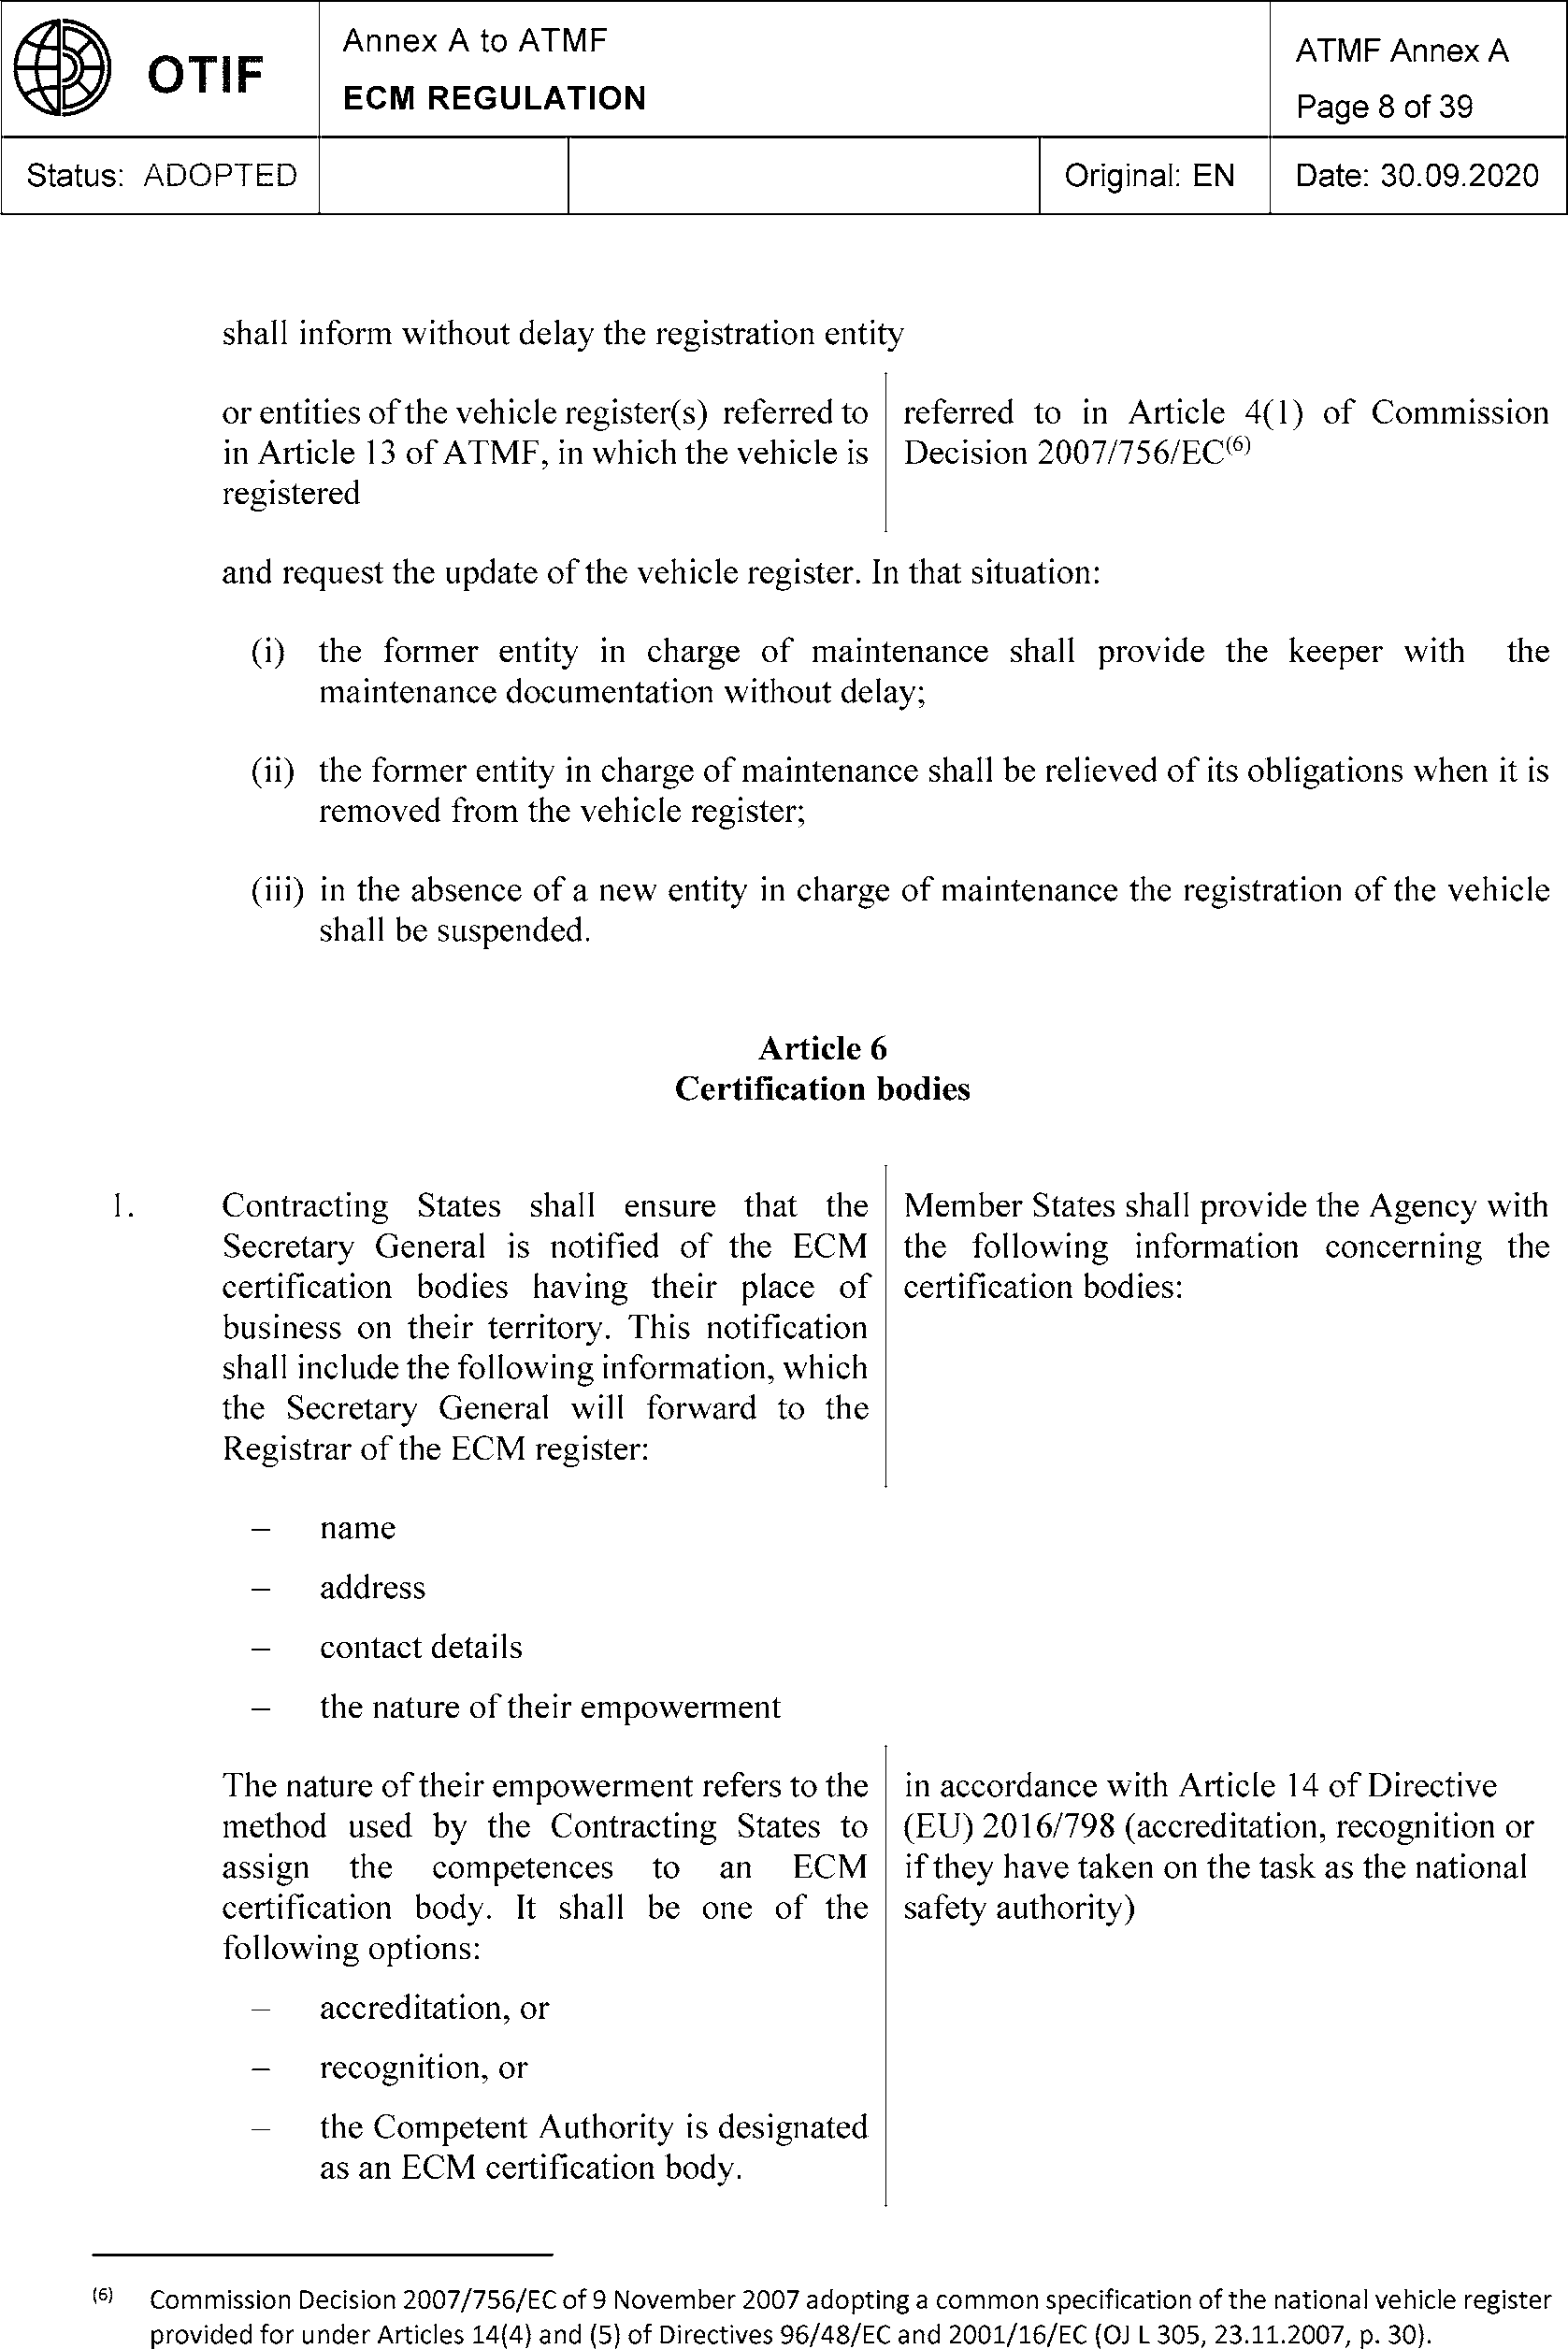 OTIF
Annex A to ATMF
ECM REGULATION
ATMF Annex A
Page 8 of 39
Status: ADOPTED
Original: EN
Date: 30.09.2020
shall inform without delay the registration entity
or entities of the vehicle register(s) referred to
in Article 13 of ATMF, in which the vehicle is
registered
referred to in Article 4(1) of Commission
Decision 2007/756/EC(6)
and request the update of the vehicle register. In that situation:
(i) the former entity in charge of maintenance shall provide the keeper with the
maintenance documentation without delay;
(ii) the former entity in charge of maintenance shall be relieved of its obligations when it is
removed from the vehicle register;
(iii) in the absence of a new entity in charge of maintenance the registration of the vehicle
shall be suspended.
Article 6
Certification bodies
1. Contracting States shall ensure that the
Secretary General is notified of the ECM
certification bodies having their place of
business on their territory. This notification
shall include the following information, which
the Secretary General will forward to the
Registrar of the ECM register:
Member States shall provide the Agency with
the following information concerning the
certification bodies:
– name
– address
– contact details
– the nature of their empowerment
The nature of their empowerment refers to the
method used by the Contracting States to
assign the competences to an ECM
certification body. It shall be one of the
following options:
– accreditation, or
– recognition, or
– the Competent Authority is designated
as an ECM certification body.
in accordance with Article 14 of Directive
(EU) 2016/798 (accreditation, recognition or
if they have taken on the task as the national
safety authority)
(6) Commission Decision 2007/756/EC of 9 November 2007 adopting a common specification of the national vehicle register
provided for under Articles 14(4) and (5) of Directives 96/48/EC and 2001/16/EC (OJ L 305, 23.11.2007, p. 30).